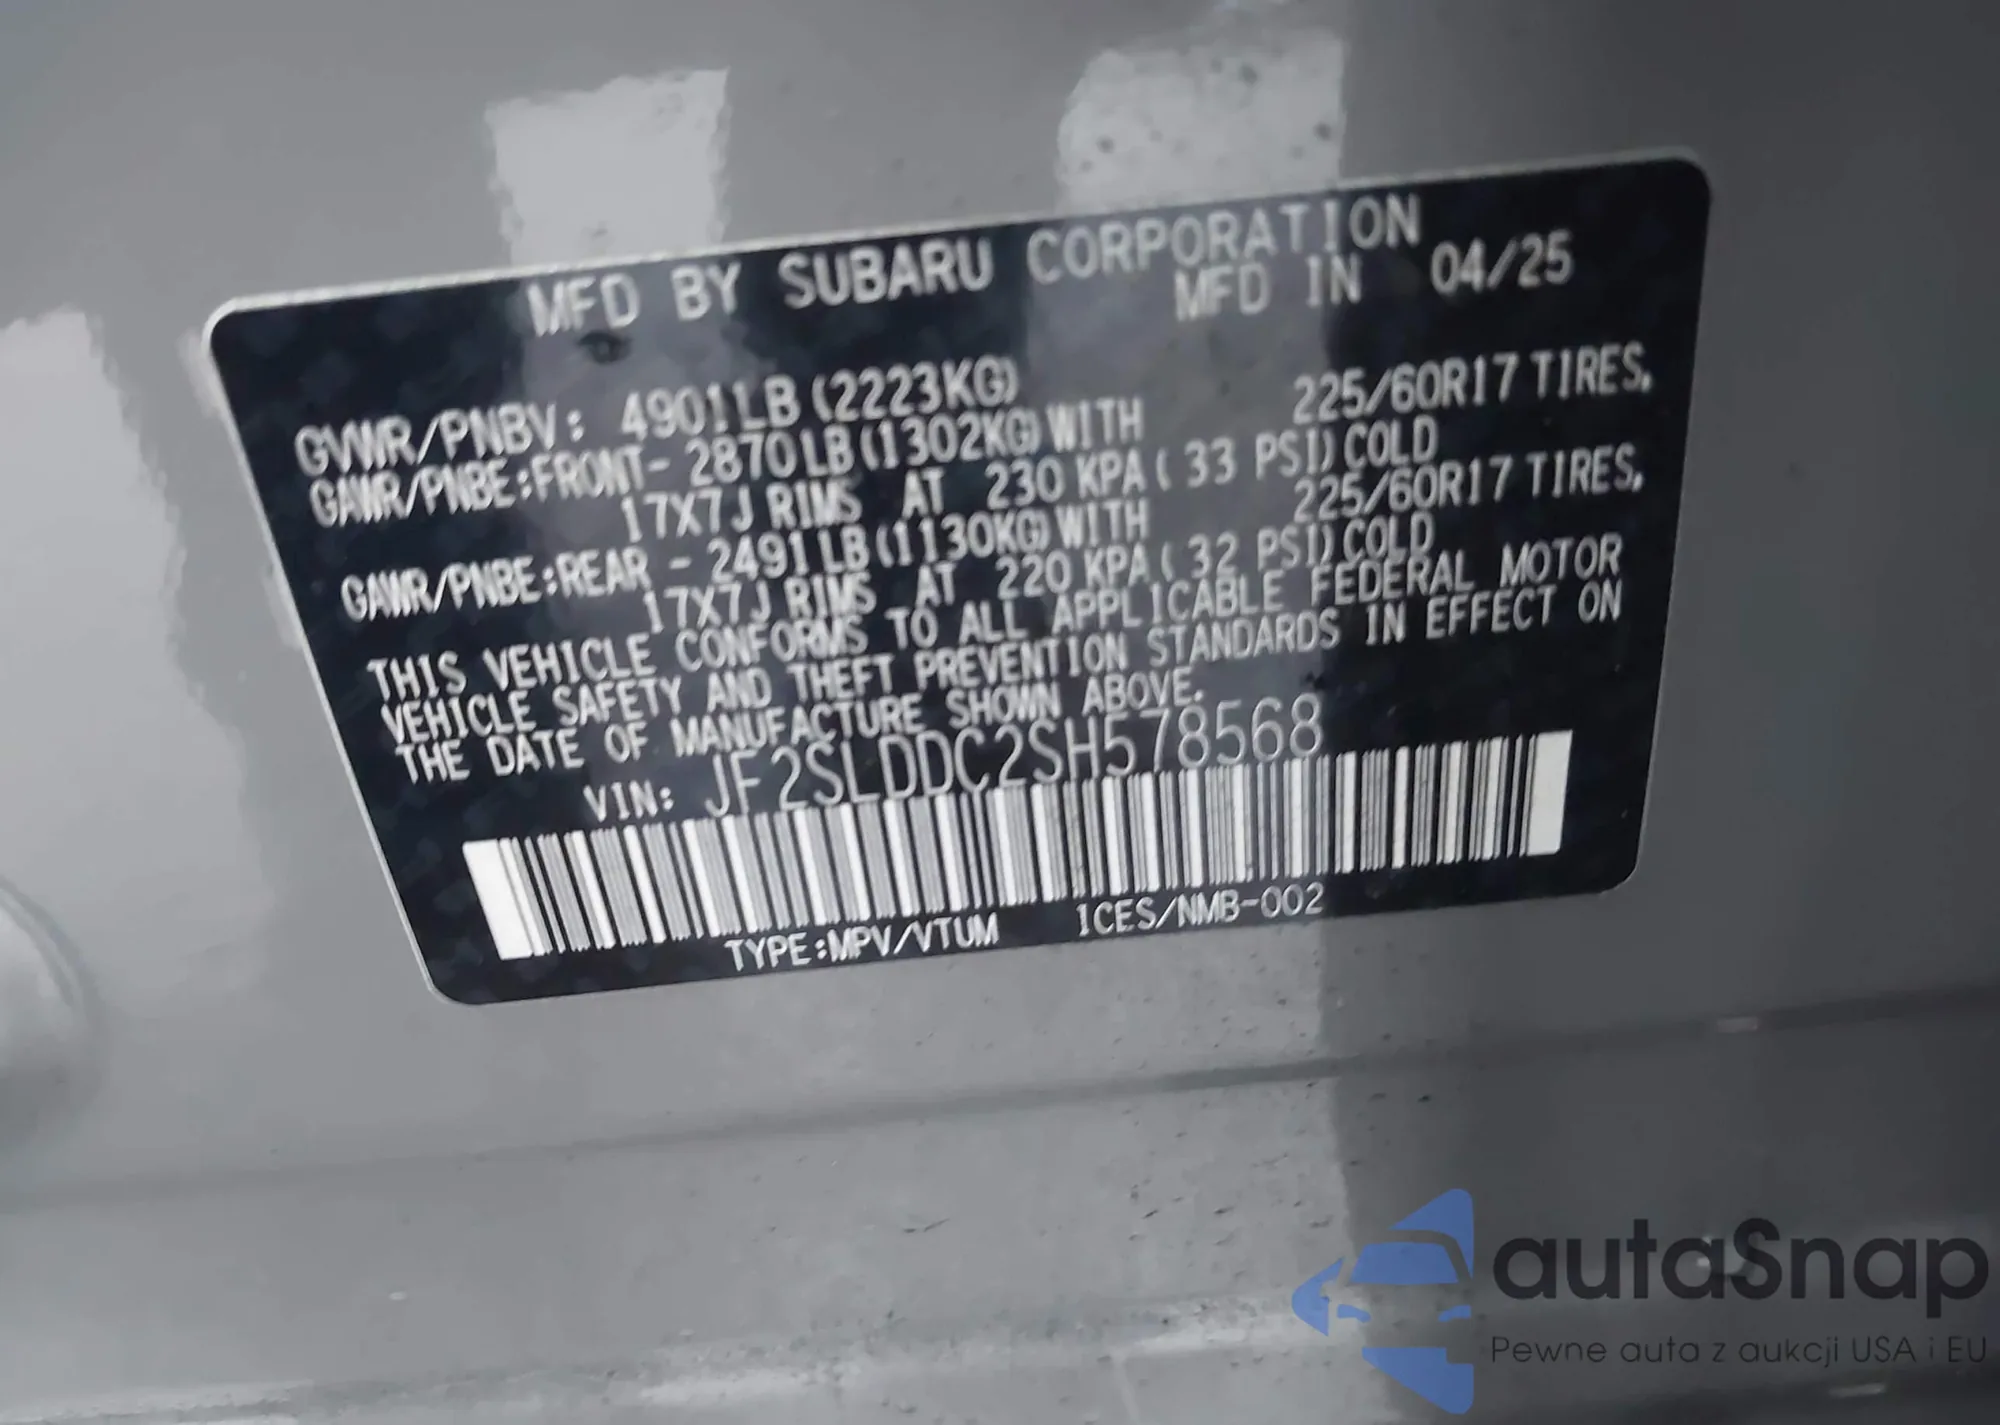 MFD BY SUBARU CORPORATION
MFD IN 04/25
GVWR/PNBV: 4901LB (2223KG)
GAWR/PNBE:FRONT- 2870LB(1302KG)WITH 225/60R17 TIRES,
17X7J RIMS AT 230 KPA( 33 PSI) COLD
GAWR/PNBE:REAR - 2491LB(1130KG)WITH 225/60R17 TIRES,
17X7J RIMS AT 220 KPA( 32 PSI) COLD
THIS VEHICLE CONFORMS TO ALL APPLICABLE FEDERAL MOTOR
VEHICLE SAFETY AND THEFT PREVENTION STANDARDS IN EFFECT ON
THE DATE OF MANUFACTURE SHOWN ABOVE.
VIN: JF2SLDDC2SH578568
TYPE:MPV/VTUM ICES/NMB-002
autaSnap
Pewne auta z aukcji USA i EU